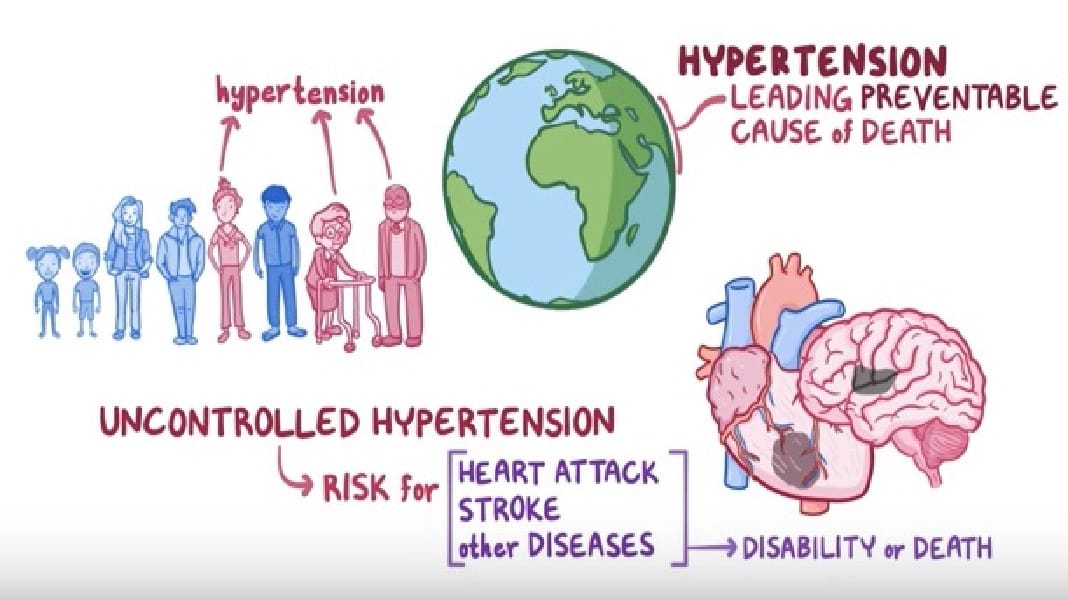 hypertension
HYPERTENSION
LEADING PREVENTABLE
CAUSE of DEATH
UNCONTROLLED HYPERTENSION
RISK for
HEART ATTACK
STROKE
other DISEASES
DISABILITY or DEATH